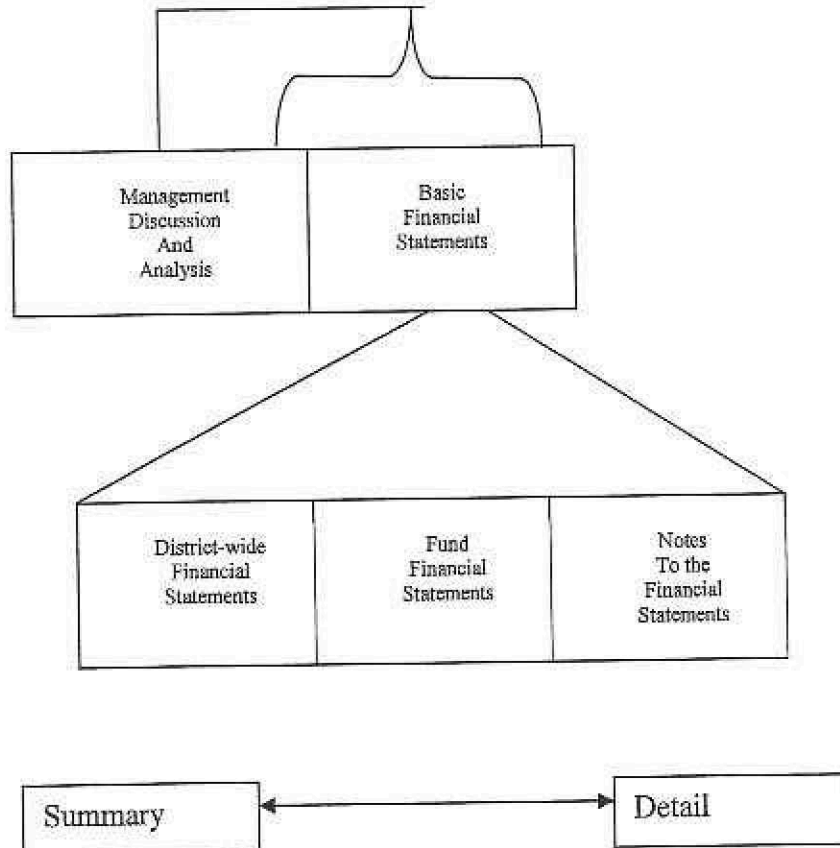 Management
Discussion
And
Analysis
Basic
Financial
Statements
District-wide
Financial
Statements
Fund
Financial
Statements
Notes
To the
Financial
Statements
Summary
Detail